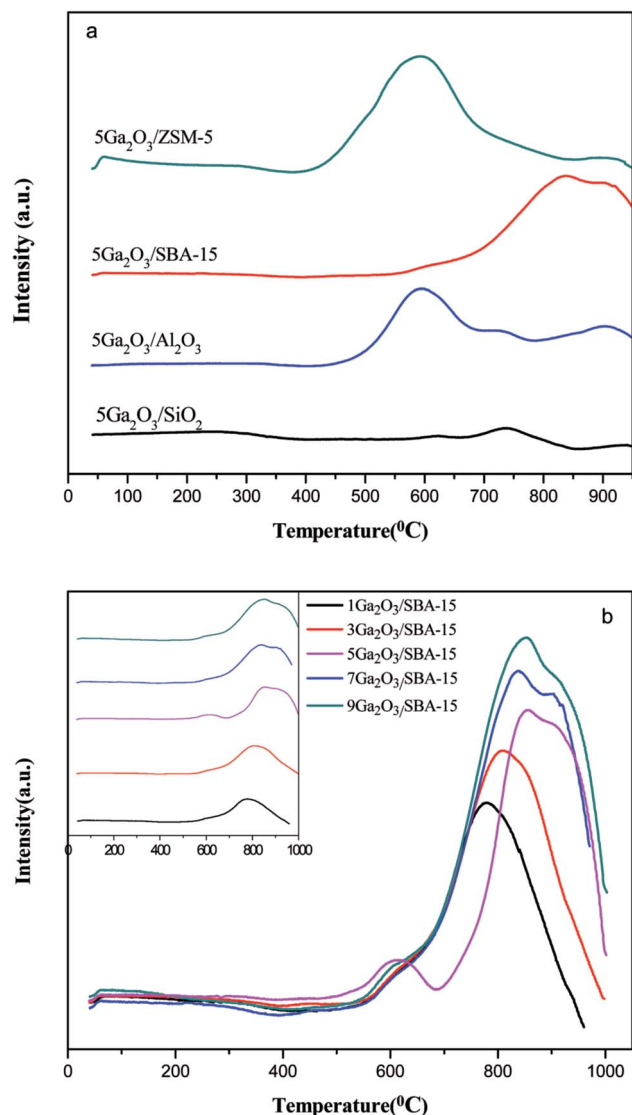 a
5Ga₂O₃/ZSM-5
5Ga₂O₃/SBA-15
5Ga₂O₃/Al₂O₃
5Ga₂O₃/SiO₂
Intensity (a.u.)
0 100 200 300 400 500 600 700 800 900
Temperature(⁰C)
b
1Ga₂O₃/SBA-15
3Ga₂O₃/SBA-15
5Ga₂O₃/SBA-15
7Ga₂O₃/SBA-15
9Ga₂O₃/SBA-15
0 200 400 600 800 1000
Intensity(a.u.)
0 200 400 600 800 1000
Temperature(⁰C)